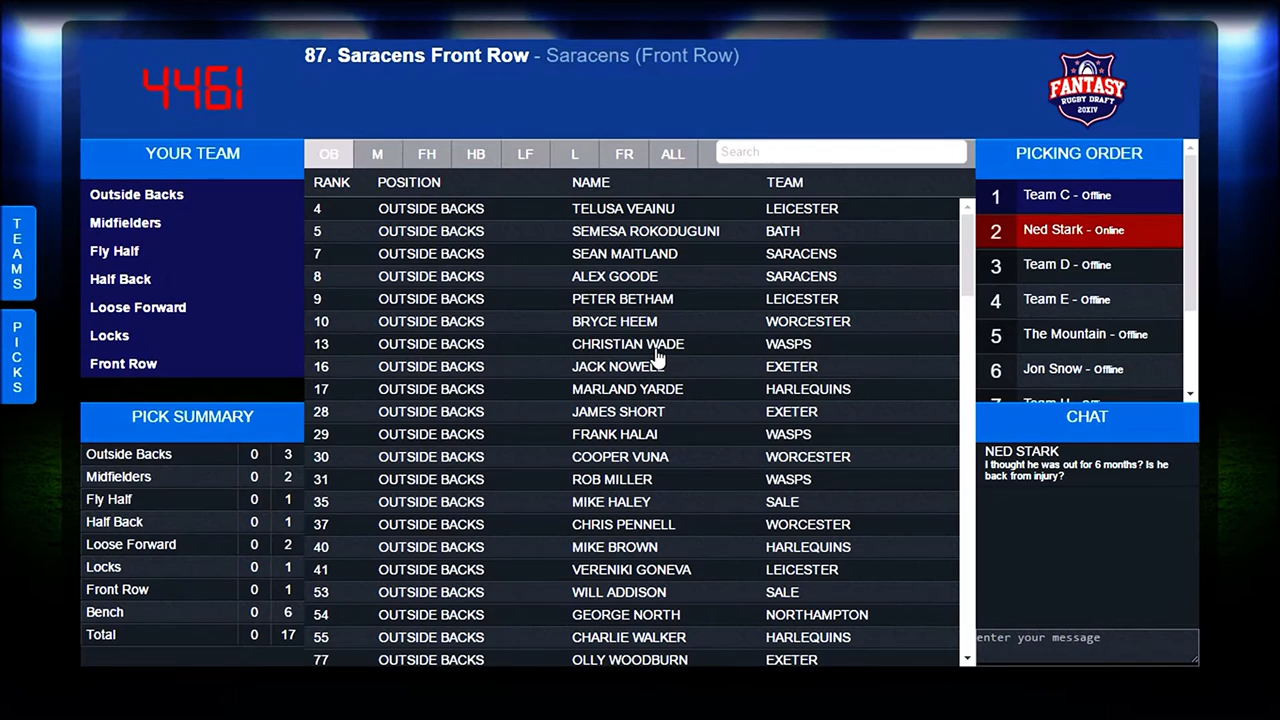 87. Saracens Front Row - Saracens (Front Row)
4461
FANTASY
RUGBY DRAFT
20XIV
YOUR TEAM
Outside Backs
Midfielders
Fly Half
Half Back
Loose Forward
Locks
Front Row
TEAMS
PICKS
PICK SUMMARY
Outside Backs 0 3
Midfielders 0 2
Fly Half 0 1
Half Back 0 1
Loose Forward 0 2
Locks 0 1
Front Row 0 1
Bench 0 6
Total 0 17
OB M FH HB LF L FR ALL Search
RANK POSITION NAME TEAM
4 OUTSIDE BACKS TELUSA VEAINU LEICESTER
5 OUTSIDE BACKS SEMESA ROKODUGUNI BATH
7 OUTSIDE BACKS SEAN MAITLAND SARACENS
8 OUTSIDE BACKS ALEX GOODE SARACENS
9 OUTSIDE BACKS PETER BETHAM LEICESTER
10 OUTSIDE BACKS BRYCE HEEM WORCESTER
13 OUTSIDE BACKS CHRISTIAN WADE WASPS
16 OUTSIDE BACKS JACK NOWELL EXETER
17 OUTSIDE BACKS MARLAND YARDE HARLEQUINS
28 OUTSIDE BACKS JAMES SHORT EXETER
29 OUTSIDE BACKS FRANK HALAI WASPS
30 OUTSIDE BACKS COOPER VUNA WORCESTER
31 OUTSIDE BACKS ROB MILLER WASPS
35 OUTSIDE BACKS MIKE HALEY SALE
37 OUTSIDE BACKS CHRIS PENNELL WORCESTER
40 OUTSIDE BACKS MIKE BROWN HARLEQUINS
41 OUTSIDE BACKS VERENIKI GONEVA LEICESTER
53 OUTSIDE BACKS WILL ADDISON SALE
54 OUTSIDE BACKS GEORGE NORTH NORTHAMPTON
55 OUTSIDE BACKS CHARLIE WALKER HARLEQUINS
77 OUTSIDE BACKS OLLY WOODBURN EXETER
PICKING ORDER
1 Team C - Offline
2 Ned Stark - Online
3 Team D - Offline
4 Team E - Offline
5 The Mountain - Offline
6 Jon Snow - Offline
CHAT
NED STARK
I thought he was out for 6 months? Is he
back from injury?
enter your message